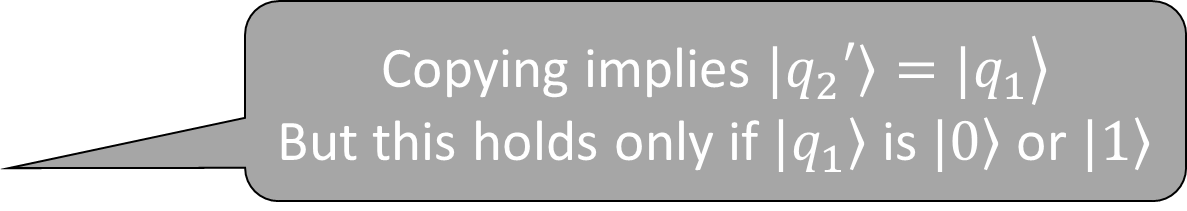 Copying implies |q₂′⟩ = |q₁⟩
But this holds only if |q₁⟩ is |0⟩ or |1⟩